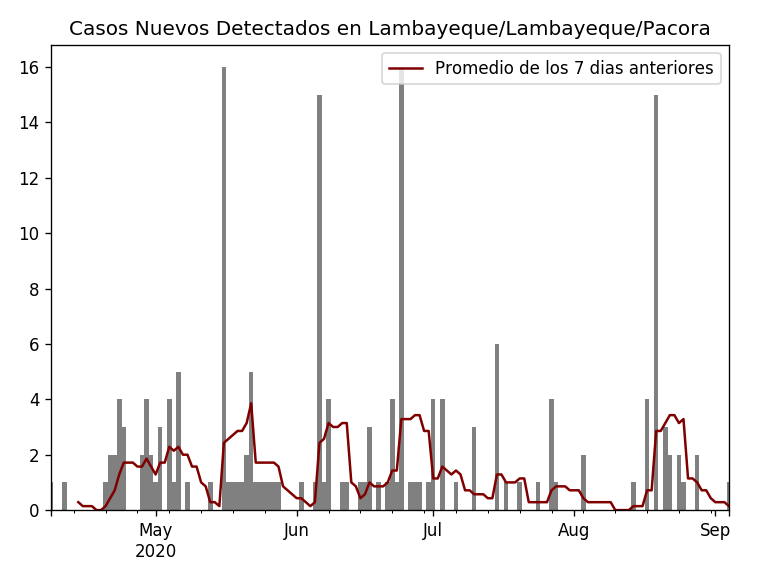 Casos Nuevos Detectados en Lambayeque/Lambayeque/Pacora
Promedio de los 7 dias anteriores
16
14
12
10
8
6
4
2
0
May
2020
Jun
Jul
Aug
Sep